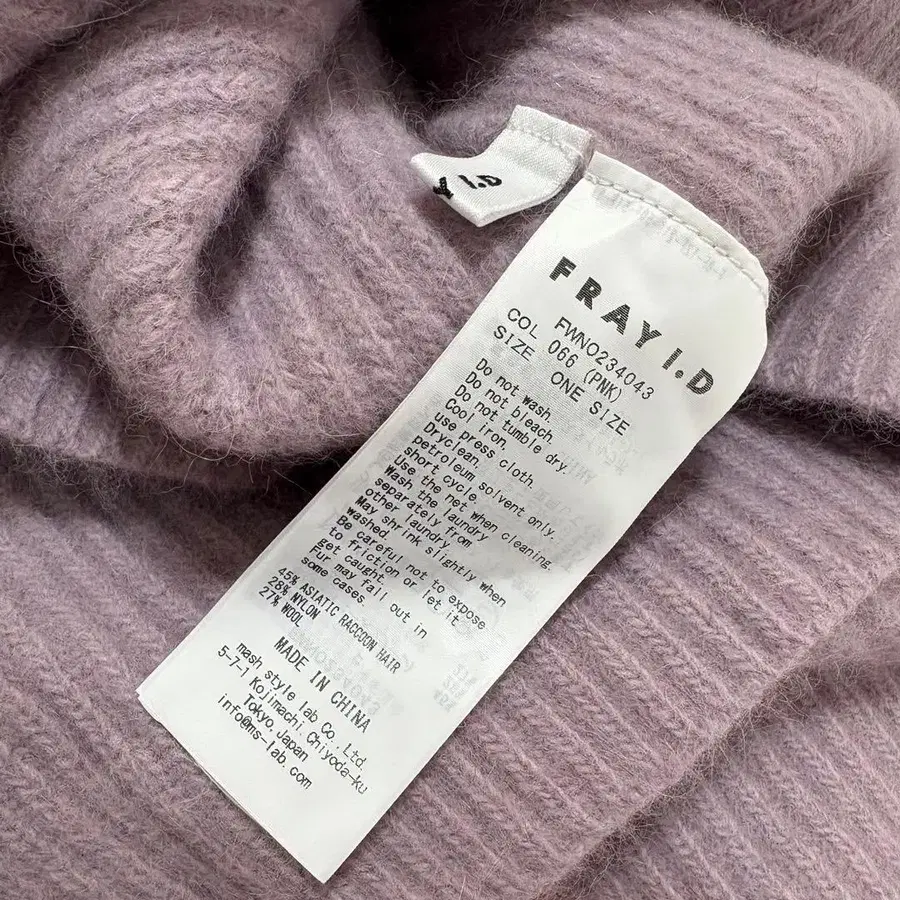 Y I.D
FRAY I.D
FWNO234043
COL 066 (PNK)
SIZE ONE SIZE
Do not wash.
Do not bleach.
Do not tumble dry.
Cool iron,
use press cloth.
Dryclean,
petroleum solvent only.
short cycle.
Use the net when cleaning.
Wash the laundry
separately from
other laundry.
May shrink slightly when
washed.
Be careful not to expose
to friction or let it
get caught.
Fur may fall out in
some cases.
45% ASIATIC RACCOON HAIR
28% NYLON
27% WOOL
MADE IN CHINA
mash style lab Co.,Ltd.
5-7-1 Kojimachi,Chiyoda-ku
Tokyo,Japan
info@ms-lab.com